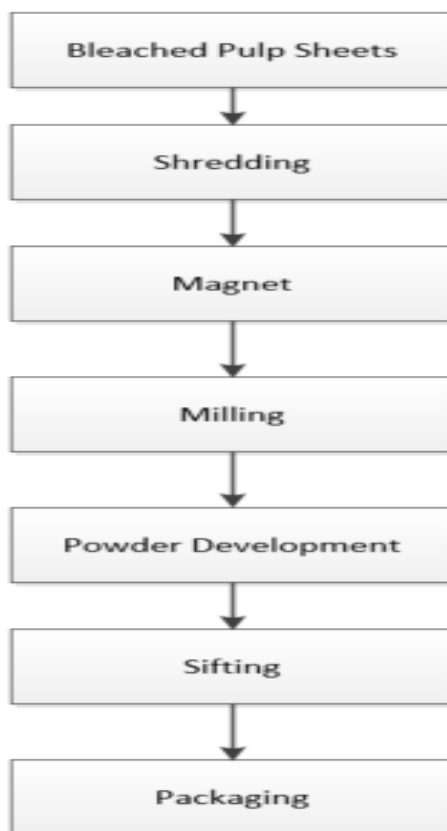 Bleached Pulp Sheets
Shredding
Magnet
Milling
Powder Development
Sifting
Packaging